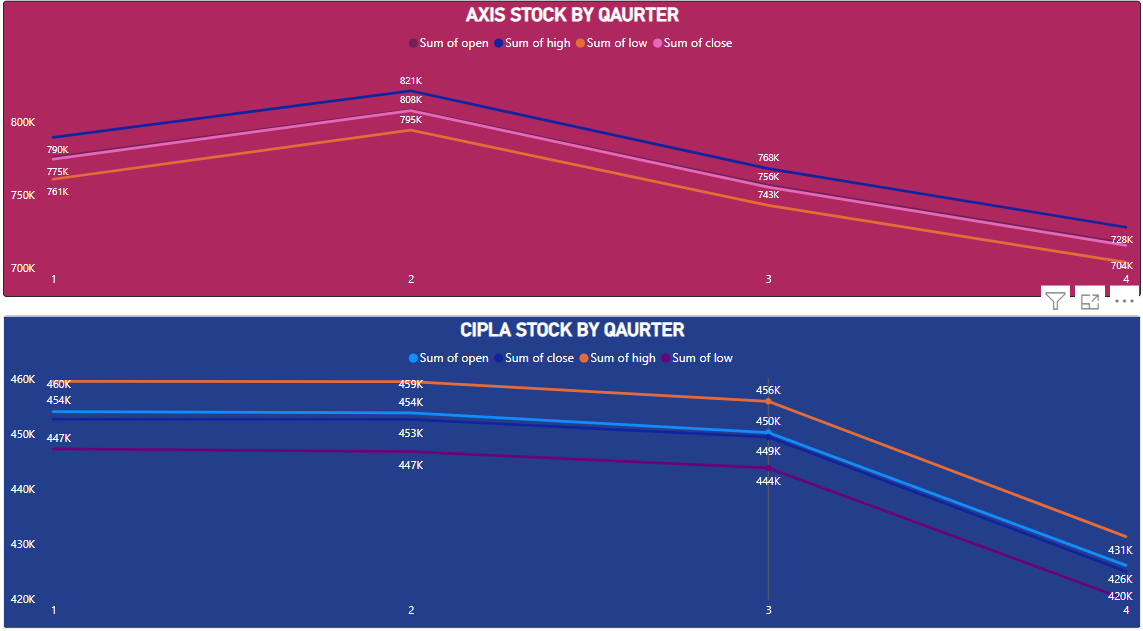 AXIS STOCK BY QAURTER
Sum of open Sum of high Sum of low Sum of close
821K
808K
795K
800K
790K
775K
761K
768K
756K
743K
750K
728K
704K
700K
1 2 3 4
CIPLA STOCK BY QAURTER
Sum of open Sum of close Sum of high Sum of low
460K
460K 459K
454K 454K
456K
450K
450K
447K 453K
449K
447K
444K
440K
430K
431K
426K
420K
420K
1 2 3 4